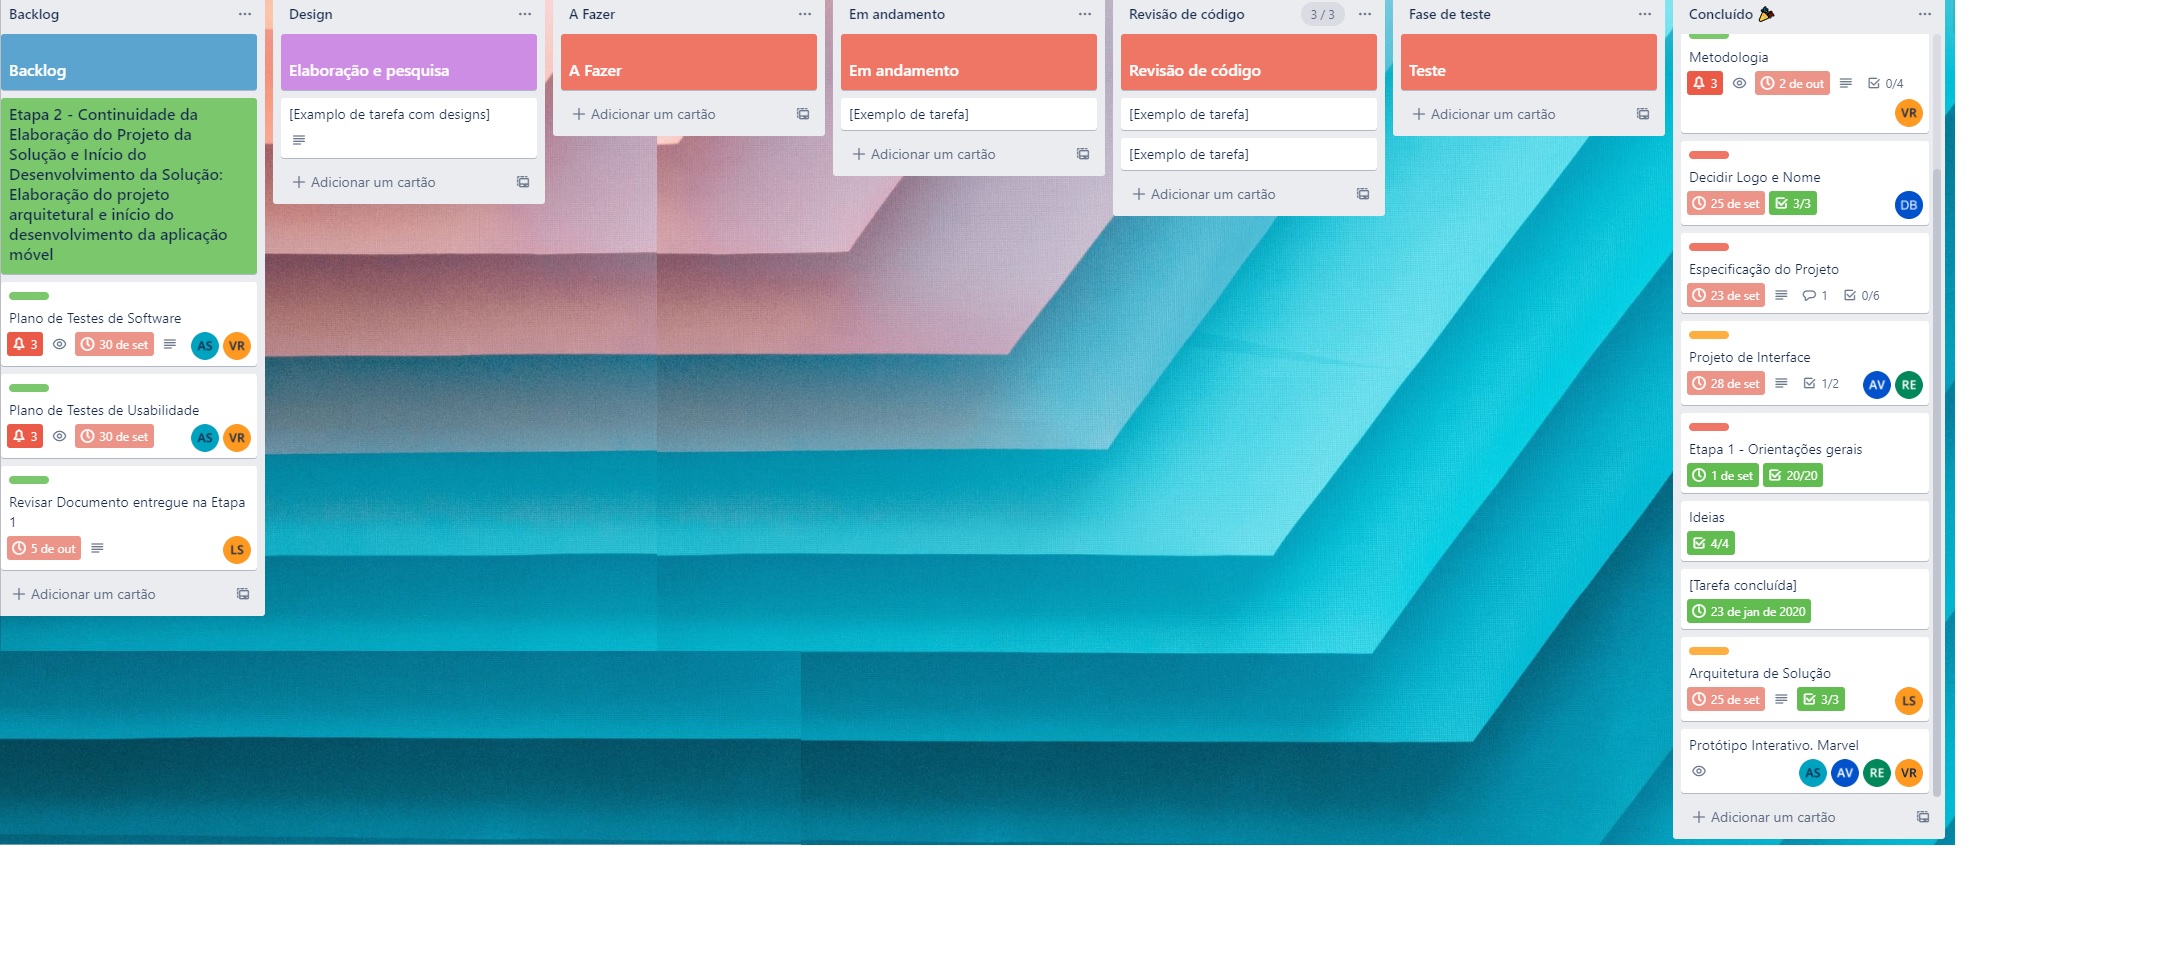 Backlog
Backlog
Etapa 2 - Continuidade da
Elaboração do Projeto da
Solução e Início do
Desenvolvimento da Solução:
Elaboração do projeto
arquitetural e início do
desenvolvimento da aplicação
móvel
Plano de Testes de Software
3 30 de set AS VR
Plano de Testes de Usabilidade
3 30 de set AS VR
Revisar Documento entregue na Etapa
1
5 de out LS
Adicionar um cartão
Design
Elaboração e pesquisa
[Examplo de tarefa com designs]
Adicionar um cartão
A Fazer
A Fazer
Adicionar um cartão
Em andamento
Em andamento
[Exemplo de tarefa]
Adicionar um cartão
Revisão de código 3 / 3
Revisão de código
[Exemplo de tarefa]
[Exemplo de tarefa]
Adicionar um cartão
Fase de teste
Teste
Adicionar um cartão
Concluído
Metodologia
3 2 de out 0/4
VR
Decidir Logo e Nome
25 de set 3/3 DB
Especificação do Projeto
23 de set 1 0/6
Projeto de Interface
28 de set 1/2 AV RE
Etapa 1 - Orientações gerais
1 de set 20/20
Ideias
4/4
[Tarefa concluída]
23 de jan de 2020
Arquitetura de Solução
25 de set 3/3 LS
Protótipo Interativo. Marvel
AS AV RE VR
Adicionar um cartão